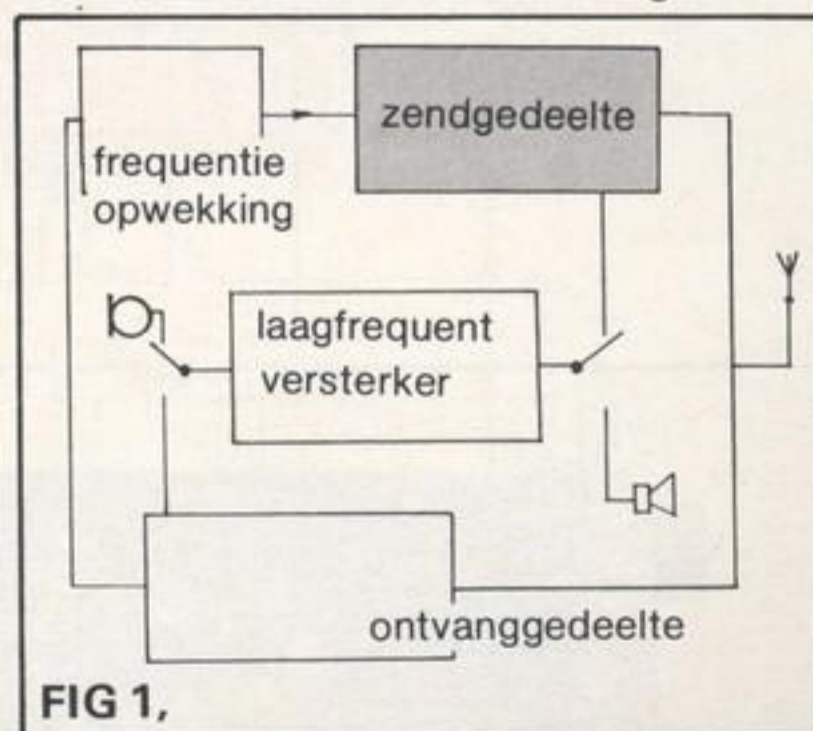 zendgedeelte
frequentie
opwekking
laagfrequent
versterker
ontvanggedeelte
FIG 1,